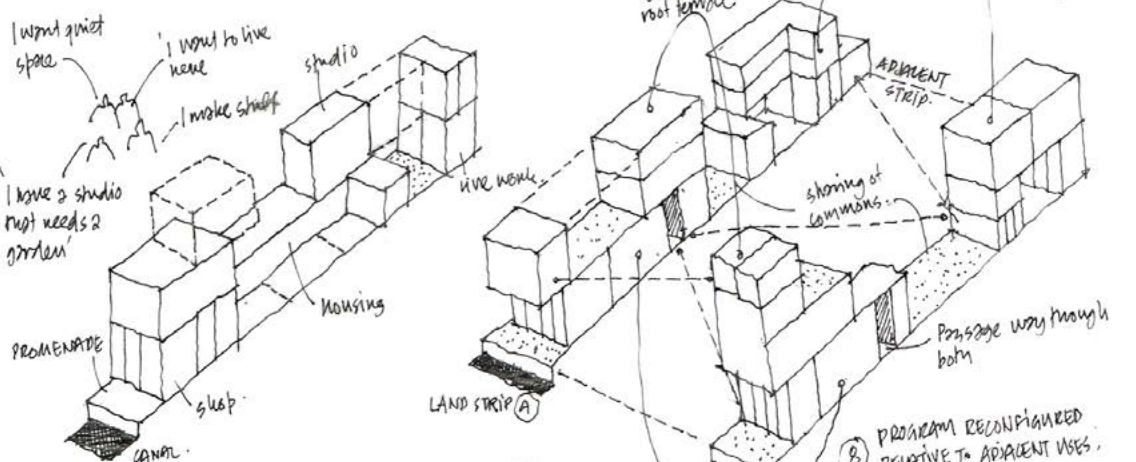 I want quiet
space
'I want to live
here
I make stuff
I have a studio
that needs a
garden'
studio
live work
housing
PROMENADE
shop.
CANAL.
roof temple
ADJACENT
STRIP.
sharing of
commons.
Passage way though
both
LAND STRIP A
B PROGRAM RECONFIGURED
RELATIVE TO ADJACENT USES.